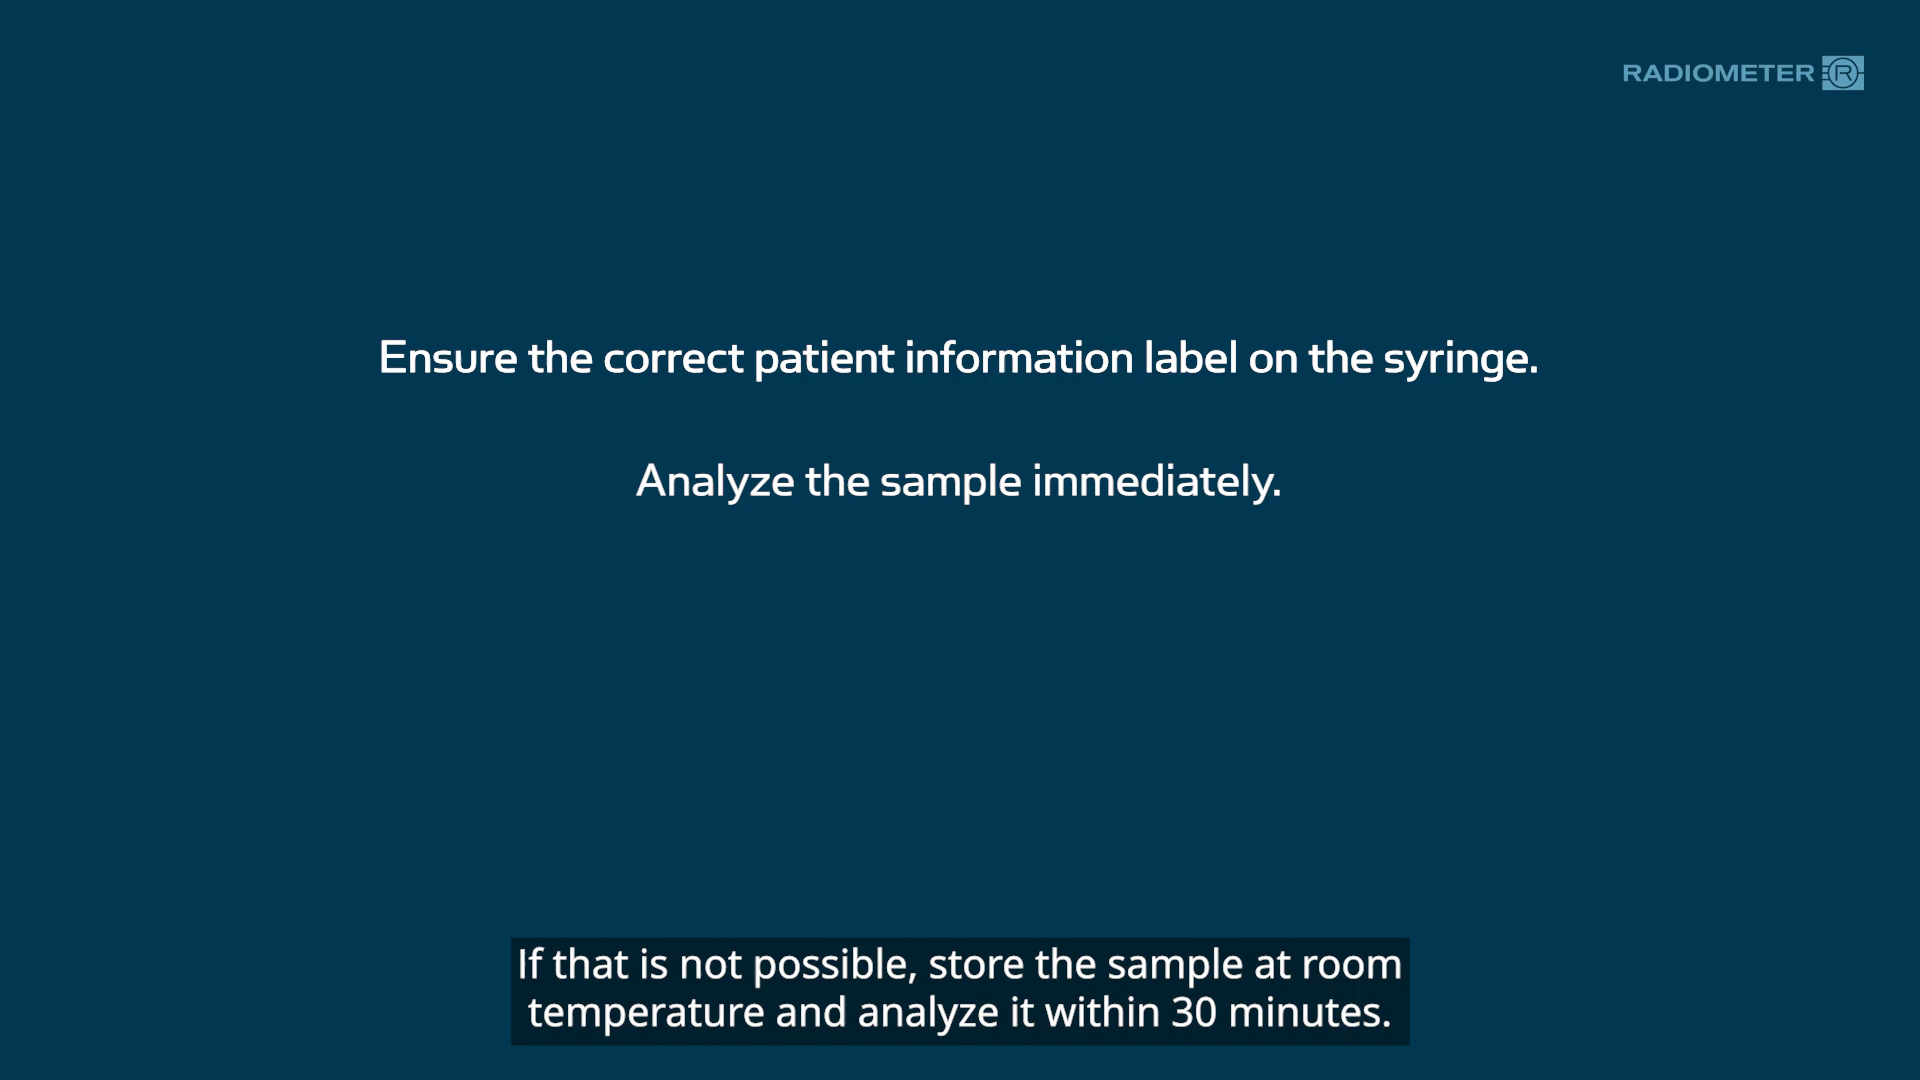 RADIOMETER
Ensure the correct patient information label on the syringe.
Analyze the sample immediately.
If that is not possible, store the sample at room
temperature and analyze it within 30 minutes.